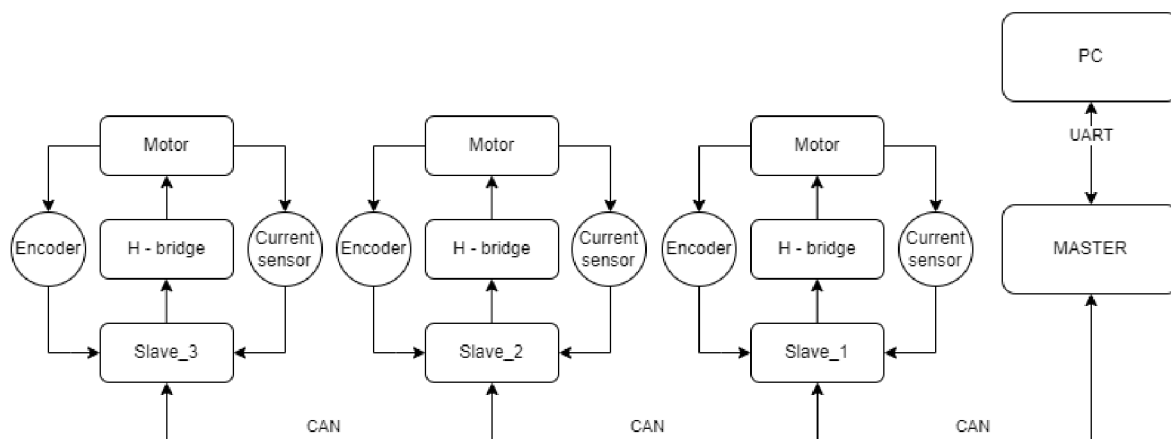 PC
UART
MASTER
Motor
Encoder
H - bridge
Current
sensor
Slave_3
Motor
Encoder
H - bridge
Current
sensor
Slave_2
Motor
Encoder
H - bridge
Current
sensor
Slave_1
CAN
CAN
CAN